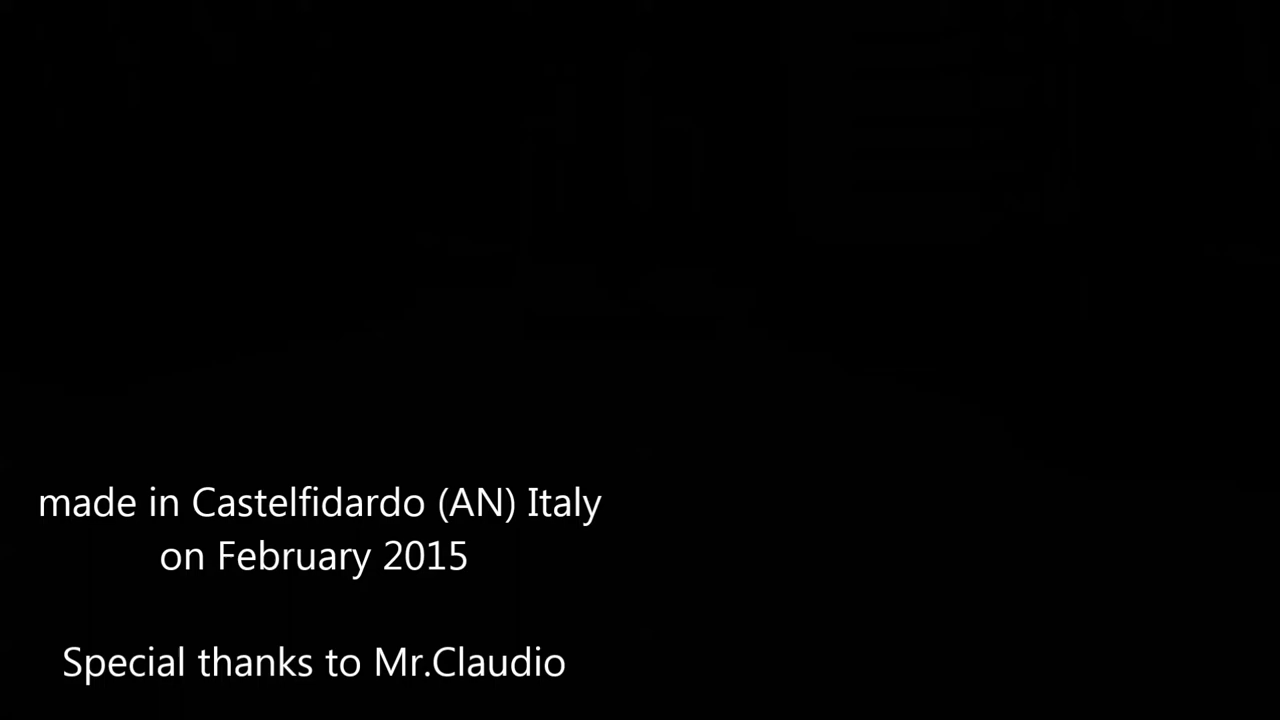 made in Castelfidardo (AN) Italy
on February 2015
Special thanks to Mr.Claudio